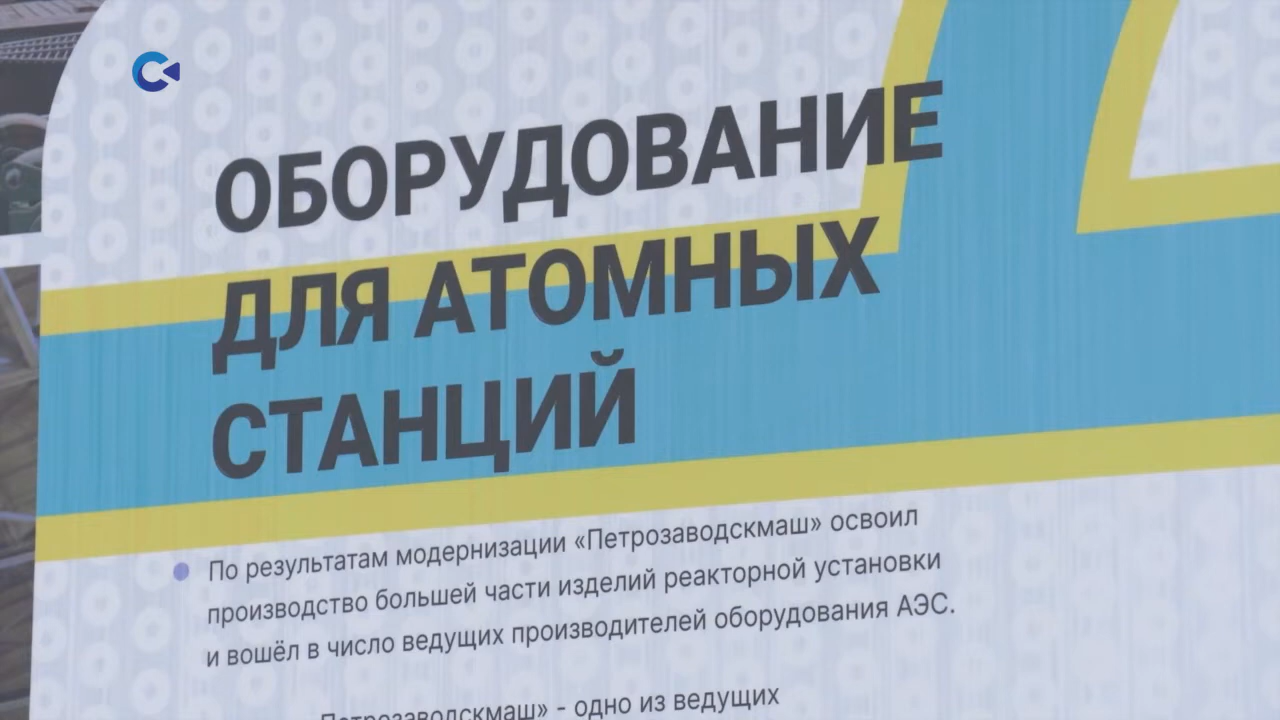 ОБОРУДОВАНИЕ
ДЛЯ АТОМНЫХ
СТАНЦИЙ
По результатам модернизации «Петрозаводскмаш» освоил
производство большей части изделий реакторной установки
и вошёл в число ведущих производителей оборудования АЭС.
Петрозаводскмаш» - одно из ведущих